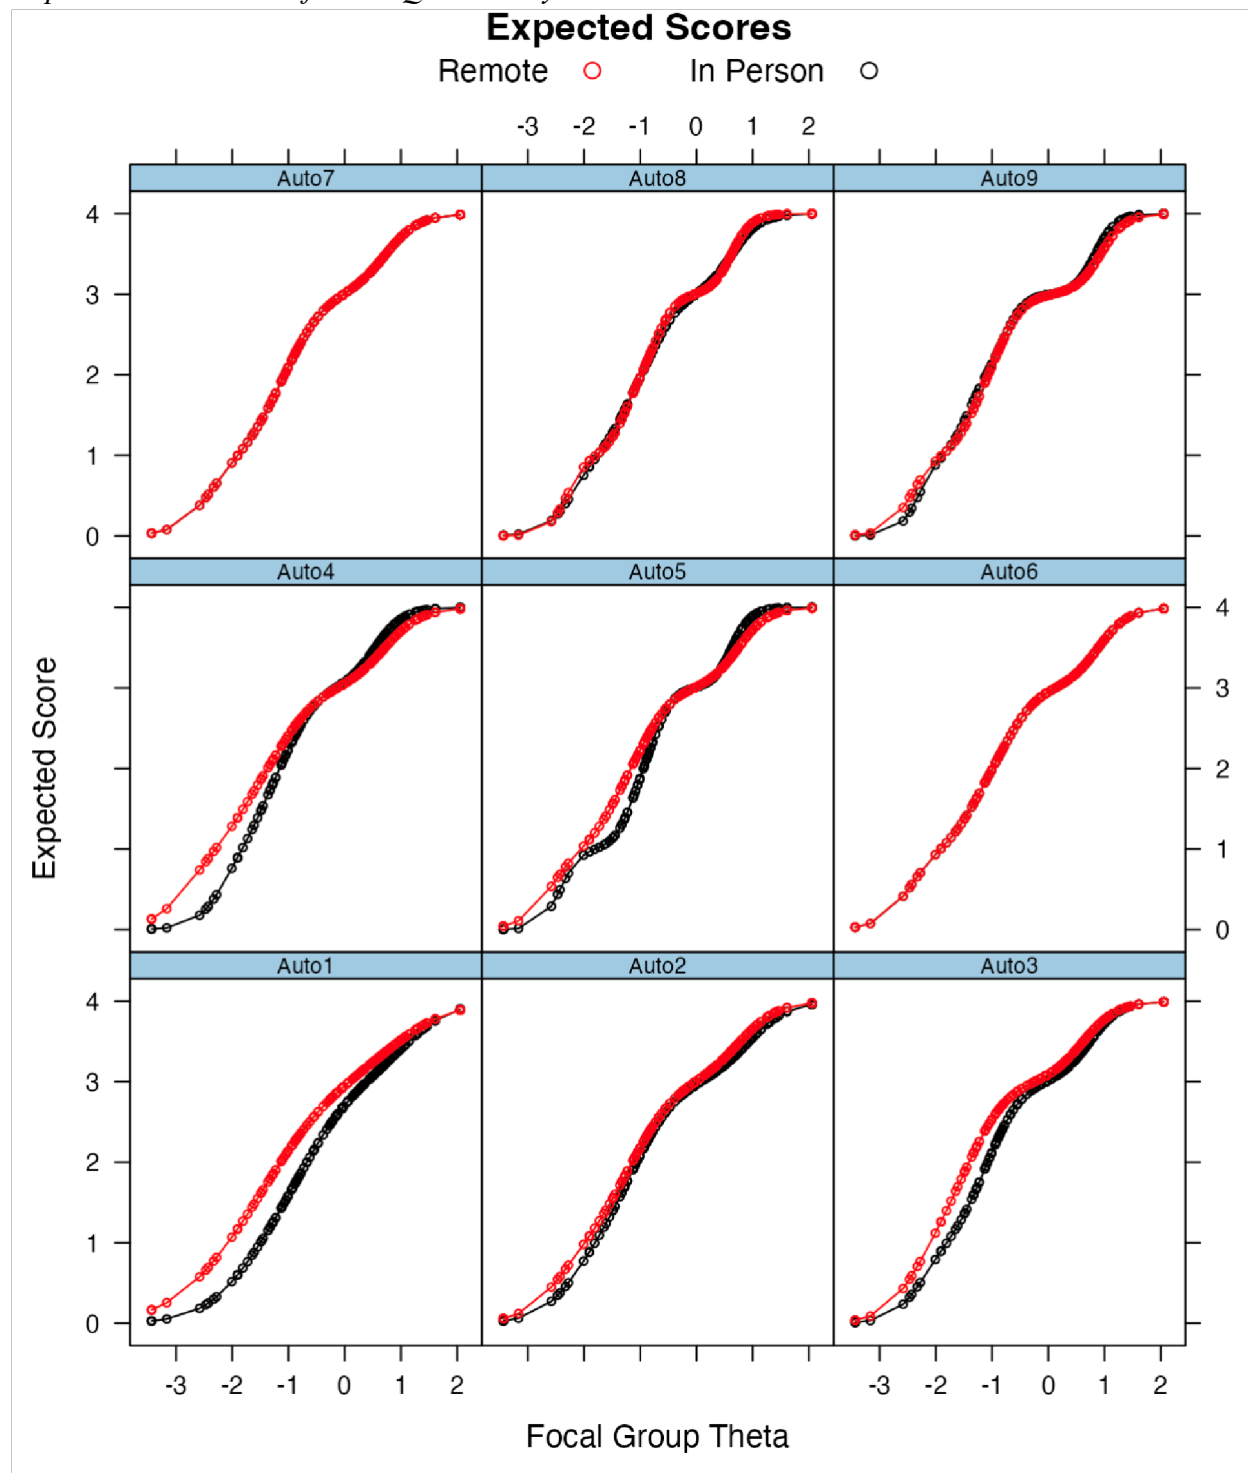 Expected Scores
Remote In Person
-3 -2 -1 0 1 2
Auto7 Auto8 Auto9
4
3
2
1
0
Auto4 Auto5 Auto6
4
3
2
1
0
Expected Score
Auto1 Auto2 Auto3
4
3
2
1
0
-3 -2 -1 0 1 2 -3 -2 -1 0 1 2
Focal Group Theta